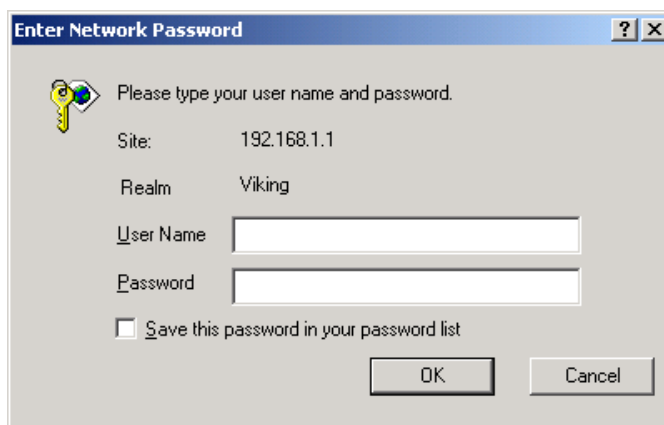 Enter Network Password
Please type your user name and password.
Site: 192.168.1.1
Realm Viking
User Name
Password
Save this password in your password list
OK Cancel